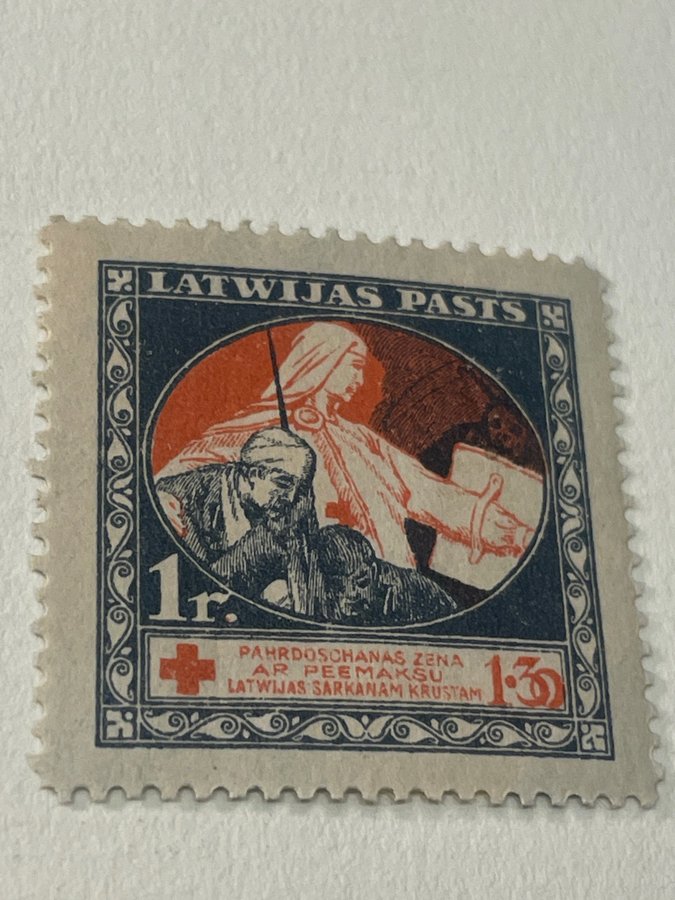 LATWIJAS PASTS
1r.
PAHRDOSCHANAS ZENA
AR PEEMAKSU
LATWIJAS SARKANAM KRUSTAM
1·30